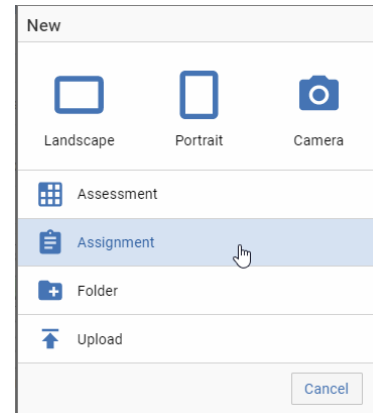 New
Landscape Portrait Camera
Assessment
Assignment
Folder
Upload
Cancel